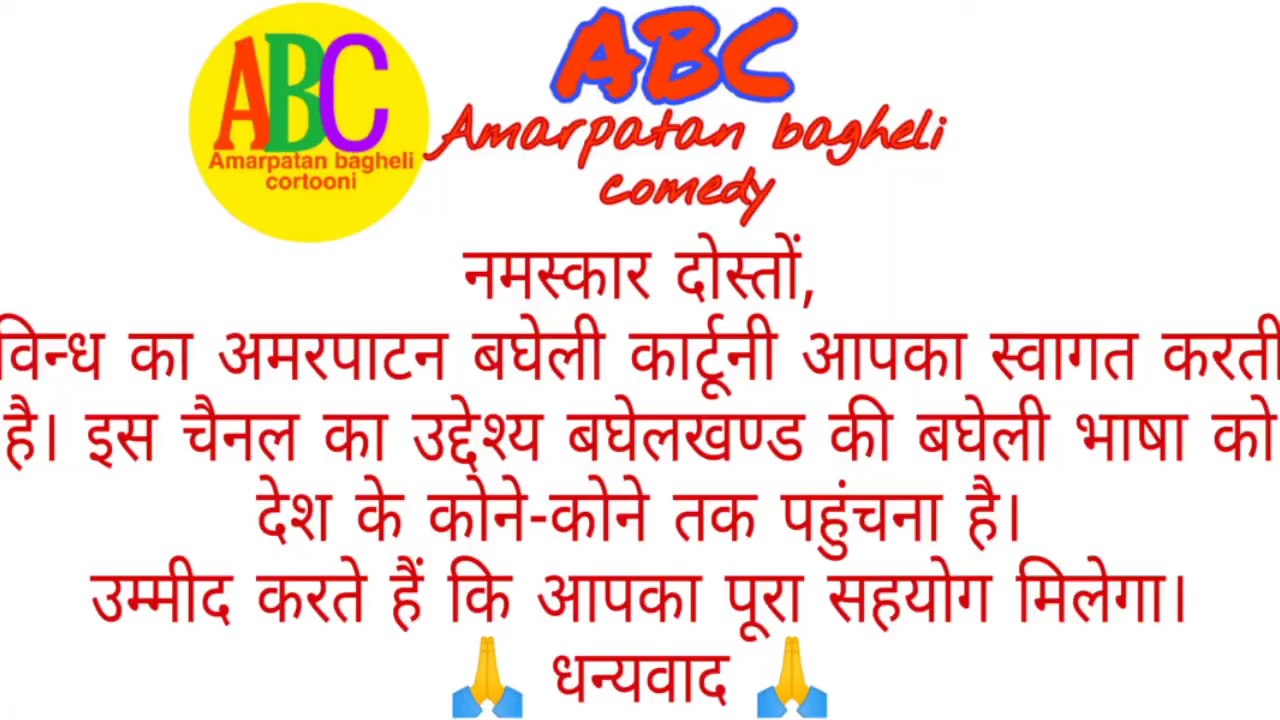 ABC
Amarpatan bagheli
cortooni
ABC
Amarpatan bagheli
comedy
नमस्कार दोस्तों,
विन्ध का अमरपाटन बघेली कार्टूनी आपका स्वागत करती
है। इस चैनल का उद्देश्य बघेलखण्ड की बघेली भाषा को
देश के कोने-कोने तक पहुंचना है।
उम्मीद करते हैं कि आपका पूरा सहयोग मिलेगा।
🙏 धन्यवाद 🙏